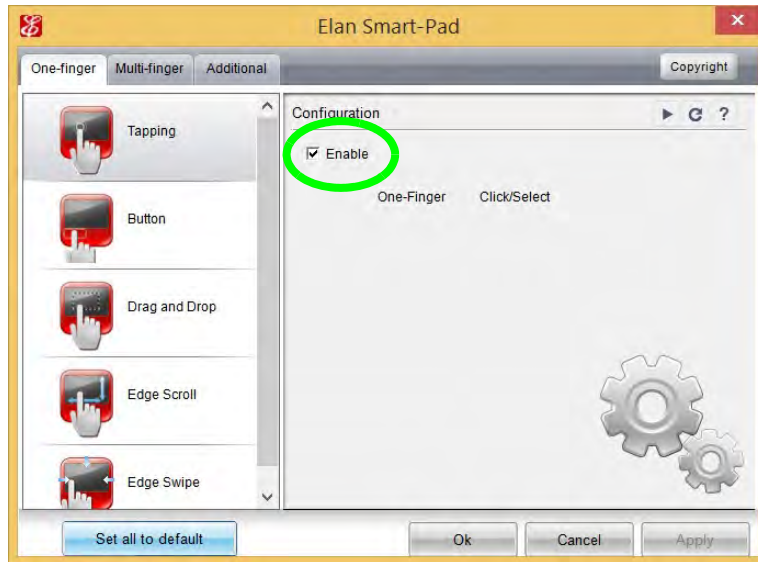 Elan Smart-Pad
One-finger Multi-finger Additional Copyright
Tapping
Button
Drag and Drop
Edge Scroll
Edge Swipe
Configuration ?
Enable
One-Finger Click/Select
Set all to default Ok Cancel Apply